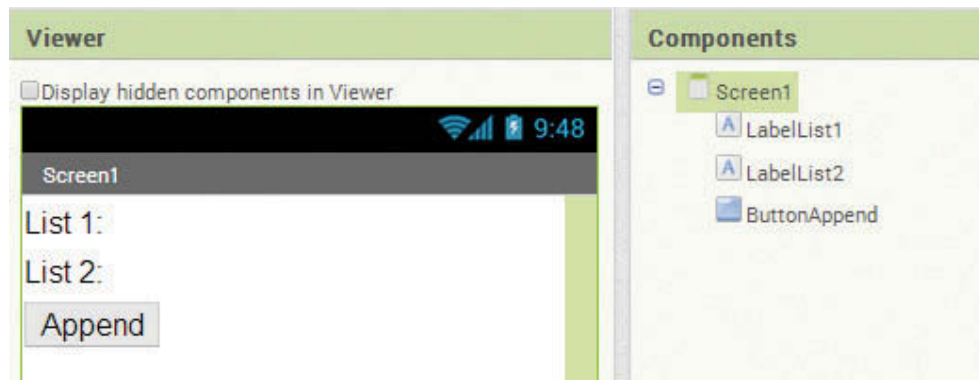 Viewer
Display hidden components in Viewer
9:48
Screen1
List 1:
List 2:
Append
Components
Screen1
A LabelList1
A LabelList2
ButtonAppend